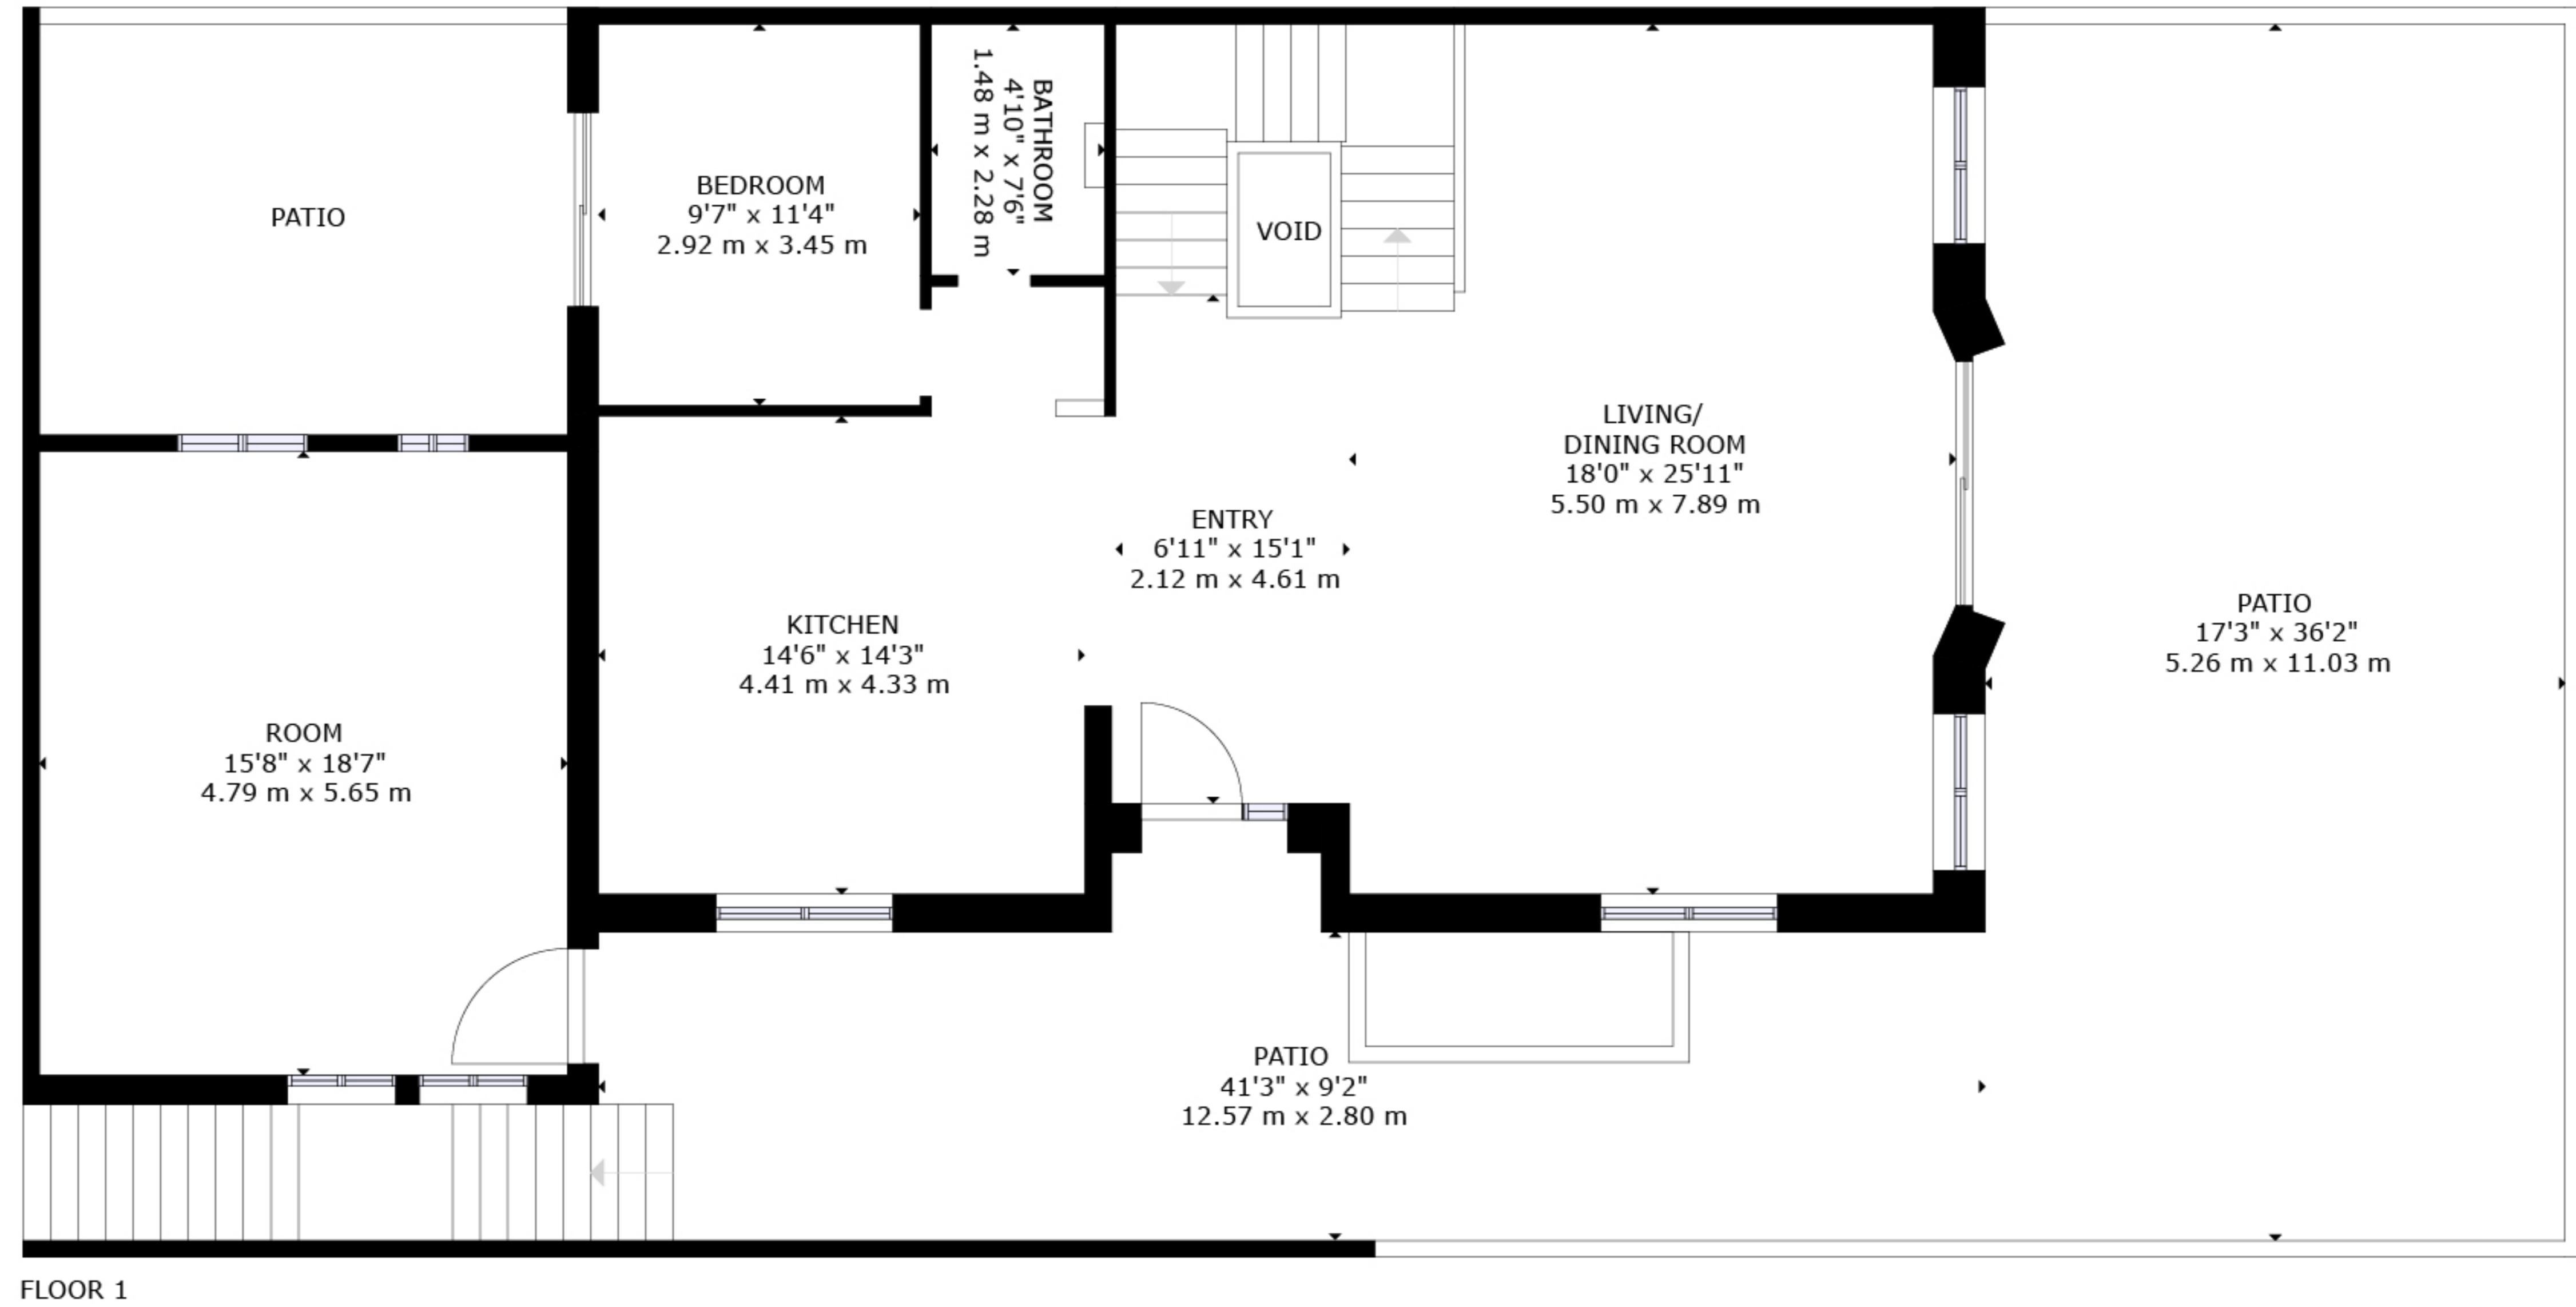 PATIO
BEDROOM
9'7" x 11'4"
2.92 m x 3.45 m
BATHROOM
4'10" x 7'6"
1.48 m x 2.28 m
VOID
LIVING/
DINING ROOM
18'0" x 25'11"
5.50 m x 7.89 m
ENTRY
6'11" x 15'1"
2.12 m x 4.61 m
KITCHEN
14'6" x 14'3"
4.41 m x 4.33 m
PATIO
17'3" x 36'2"
5.26 m x 11.03 m
ROOM
15'8" x 18'7"
4.79 m x 5.65 m
PATIO
41'3" x 9'2"
12.57 m x 2.80 m
FLOOR 1